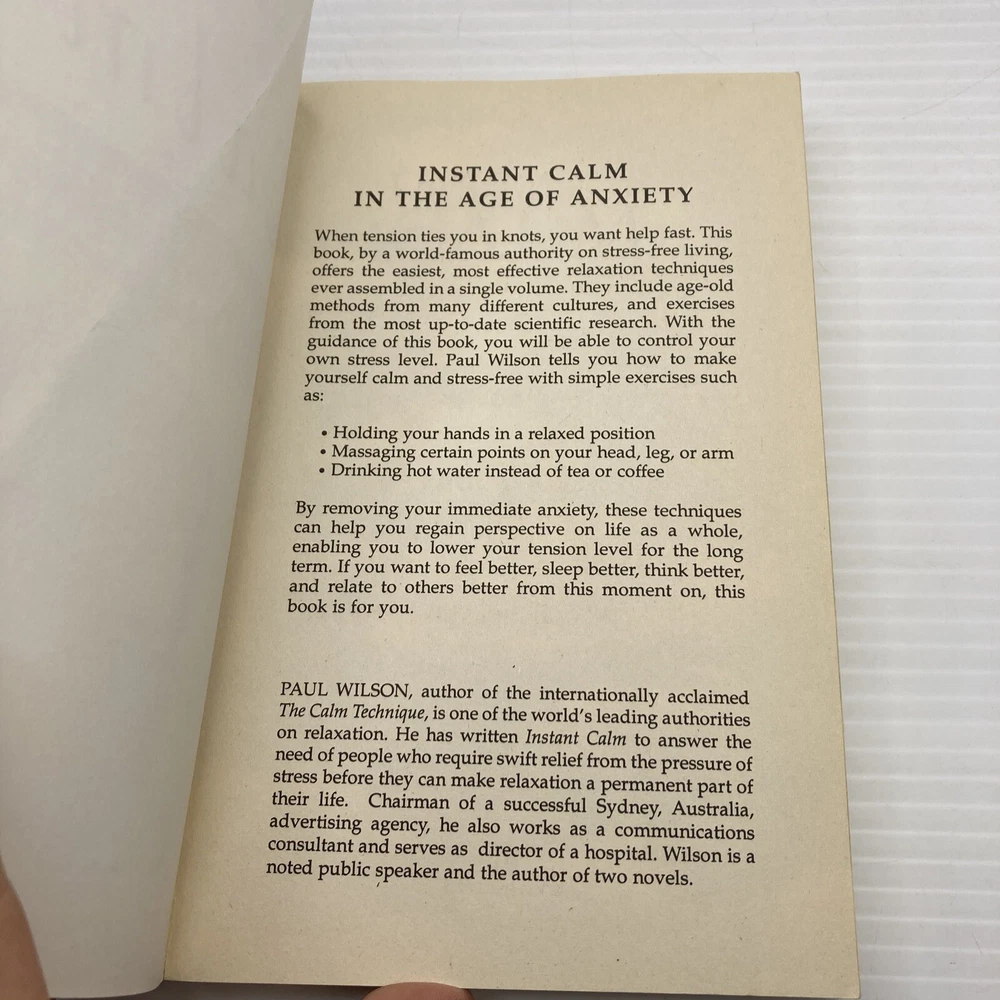 INSTANT CALM
IN THE AGE OF ANXIETY
When tension ties you in knots, you want help fast. This
book, by a world-famous authority on stress-free living,
offers the easiest, most effective relaxation techniques
ever assembled in a single volume. They include age-old
methods from many different cultures, and exercises
from the most up-to-date scientific research. With the
guidance of this book, you will be able to control your
own stress level. Paul Wilson tells you how to make
yourself calm and stress-free with simple exercises such
as:
• Holding your hands in a relaxed position
• Massaging certain points on your head, leg, or arm
• Drinking hot water instead of tea or coffee
By removing your immediate anxiety, these techniques
can help you regain perspective on life as a whole,
enabling you to lower your tension level for the long
term. If you want to feel better, sleep better, think better,
and relate to others better from this moment on, this
book is for you.
PAUL WILSON, author of the internationally acclaimed
The Calm Technique, is one of the world's leading authorities
on relaxation. He has written Instant Calm to answer the
need of people who require swift relief from the pressure of
stress before they can make relaxation a permanent part of
their life. Chairman of a successful Sydney, Australia,
advertising agency, he also works as a communications
consultant and serves as director of a hospital. Wilson is a
noted public speaker and the author of two novels.